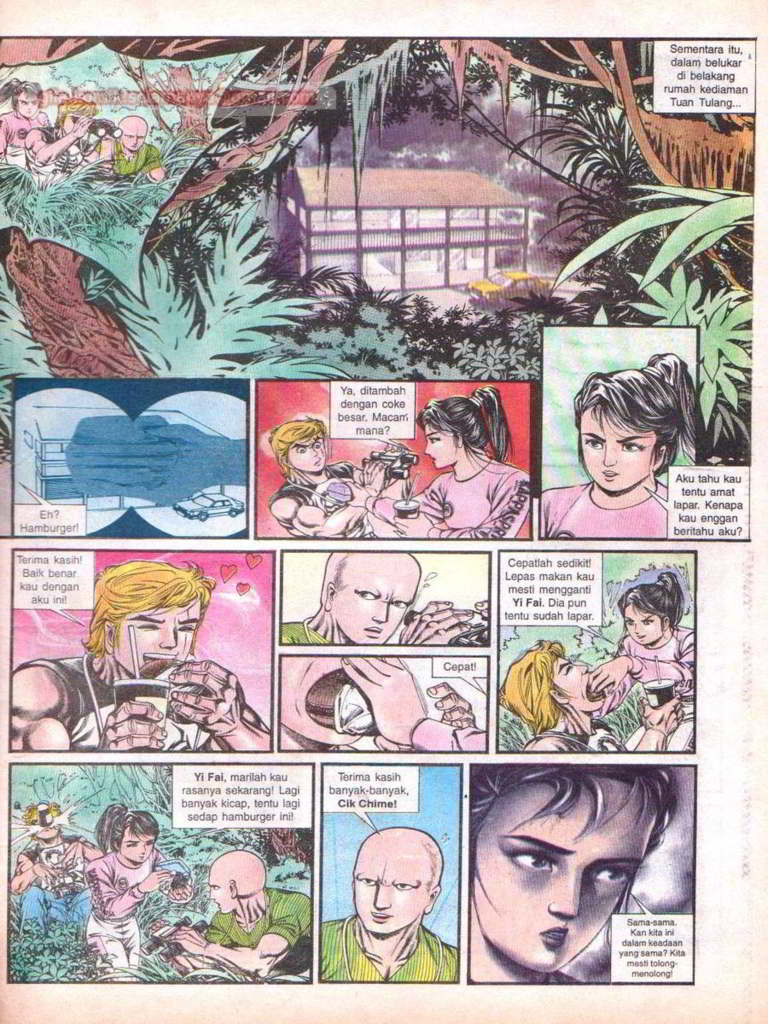 Sementara itu,
dalam belukar
di belakang
rumah kediaman
Tuan Tulang...
Eh?
Hamburger!
Ya, ditambah
dengan coke
besar. Macam
mana?
Aku tahu kau
tentu amat
lapar. Kenapa
kau enggan
beritahu aku?
Terima kasih!
Baik benar
kau dengan
aku ini!
Cepat!
Cepatlah sedikit!
Lepas makan kau
mesti mengganti
Yi Fai. Dia pun
tentu sudah lapar.
Yi Fai, marilah kau
rasanya sekarang! Lagi
banyak kicap, tentu lagi
sedap hamburger ini!
Terima kasih
banyak-banyak,
Cik Chime!
Sama-sama.
Kan kita ini
dalam keadaan
yang sama? Kita
mesti tolong-
menolong!